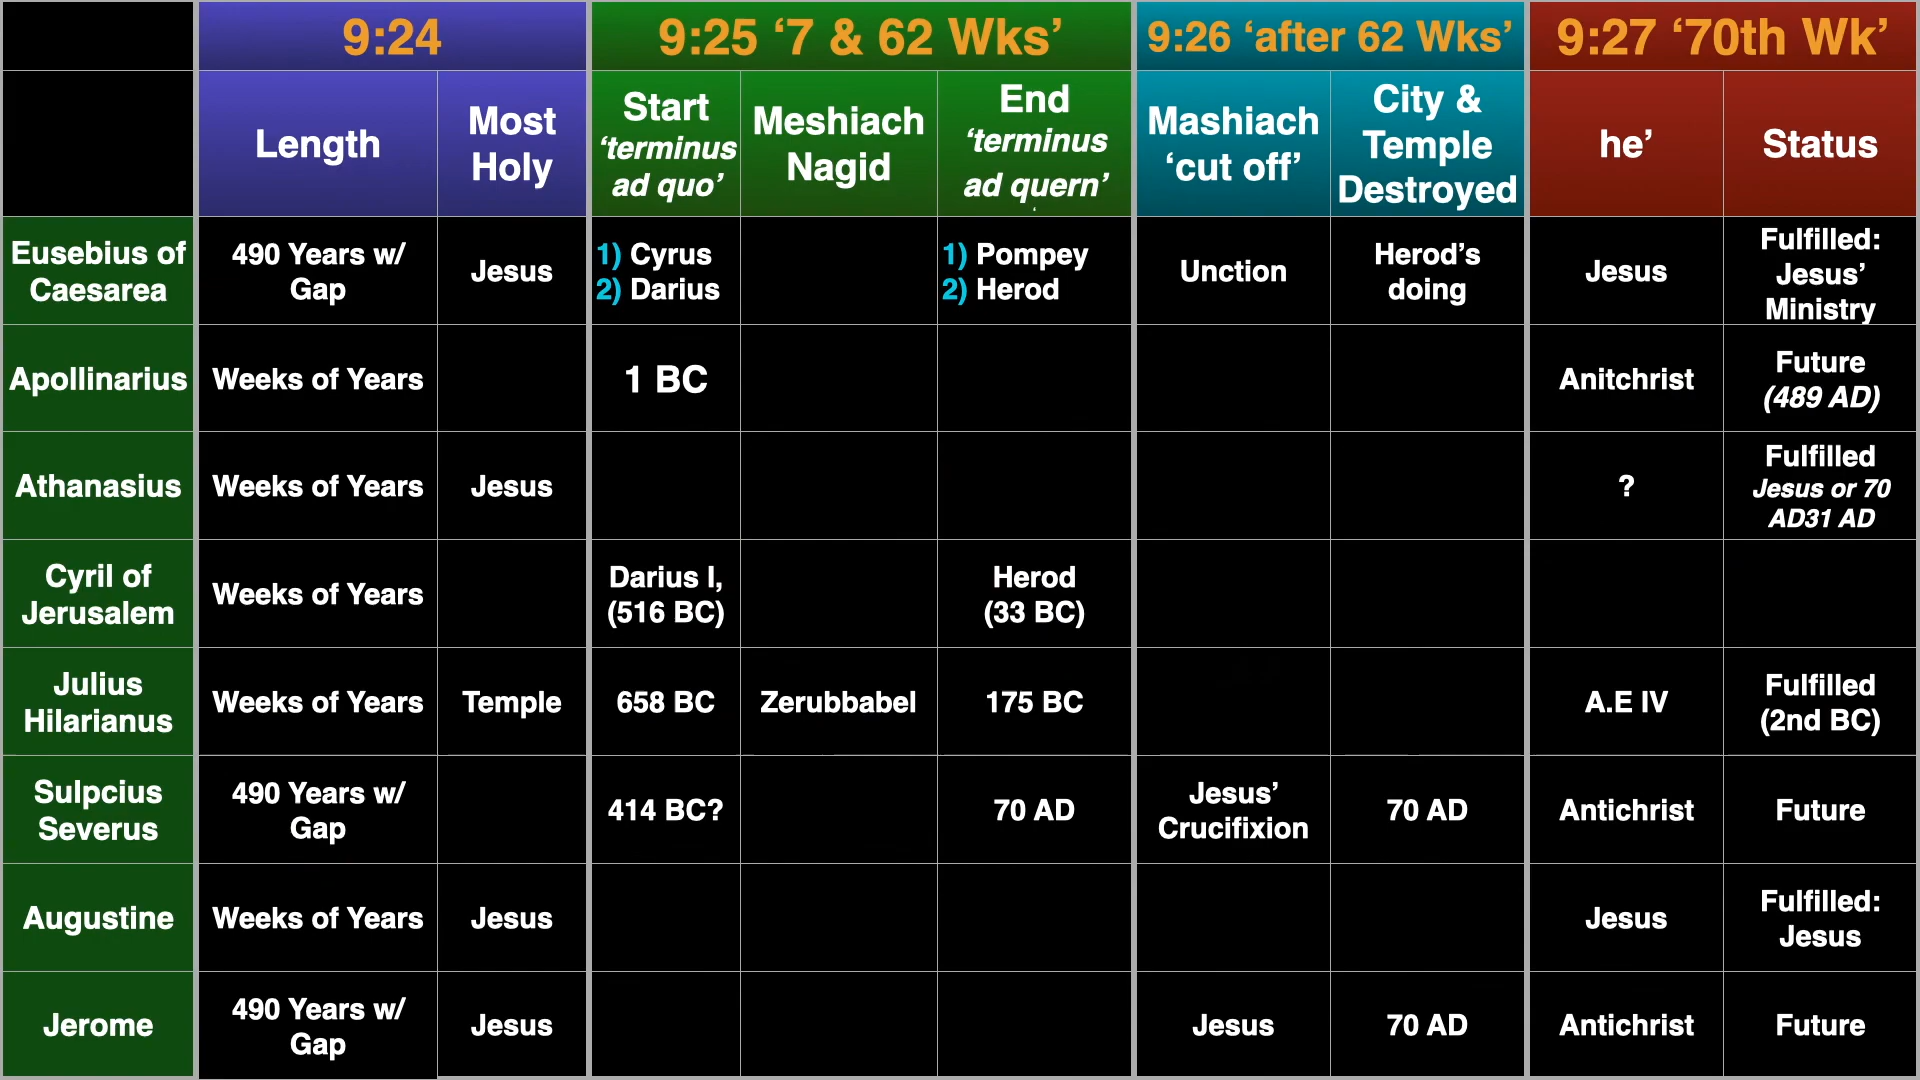 9:24
9:25 ‘7 & 62 Wks’
9:26 ‘after 62 Wks’
9:27 ‘70th Wk’
Length
Most
Holy
Start
‘terminus
ad quo’
Meshiach
Nagid
End
‘terminus
ad quern’
Mashiach
‘cut off’
City &
Temple
Destroyed
he’
Status
Eusebius of
Caesarea
490 Years w/
Gap
Jesus
1) Cyrus
2) Darius
1) Pompey
2) Herod
Unction
Herod’s
doing
Jesus
Fulfilled:
Jesus’
Ministry
Apollinarius
Weeks of Years
1 BC
Anitchrist
Future
(489 AD)
Athanasius
Weeks of Years
Jesus
?
Fulfilled
Jesus or 70
AD31 AD
Cyril of
Jerusalem
Weeks of Years
Darius I,
(516 BC)
Herod
(33 BC)
Julius
Hilarianus
Weeks of Years
Temple
658 BC
Zerubbabel
175 BC
A.E IV
Fulfilled
(2nd BC)
Sulpcius
Severus
490 Years w/
Gap
414 BC?
70 AD
Jesus’
Crucifixion
70 AD
Antichrist
Future
Augustine
Weeks of Years
Jesus
Jesus
Fulfilled:
Jesus
Jerome
490 Years w/
Gap
Jesus
Jesus
70 AD
Antichrist
Future